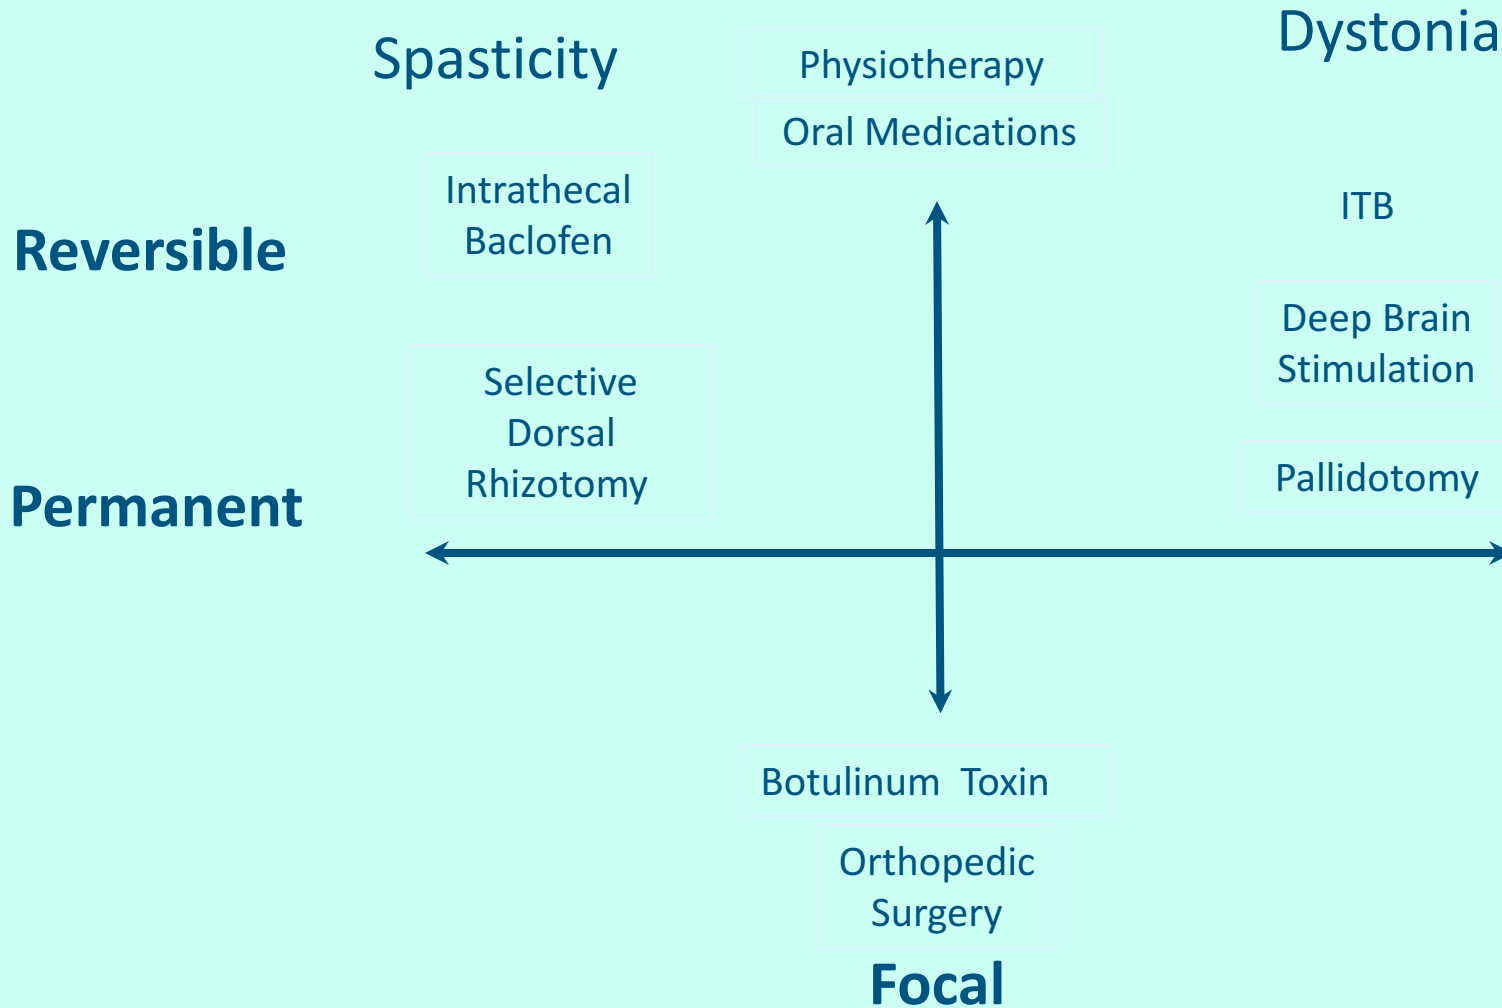 Spasticity
Physiotherapy
Dystonia
Oral Medications
Intrathecal
Baclofen
ITB
Reversible
Deep Brain
Stimulation
Selective
Dorsal
Rhizotomy
Pallidotomy
Permanent
Botulinum  Toxin
Orthopedic
Surgery
Focal